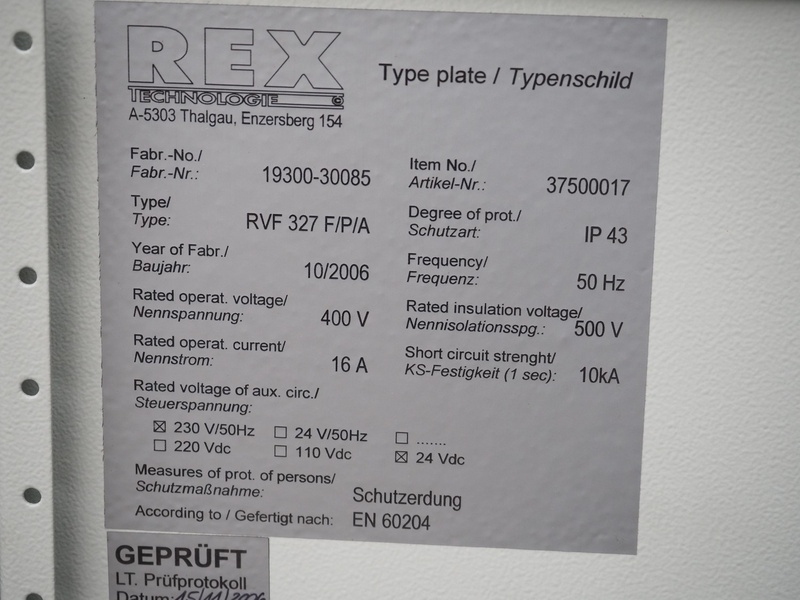 REX
TECHNOLOGIE
A-5303 Thalgau, Enzersberg 154
Type plate / Typenschild
Fabr.-No./
Fabr.-Nr.: 19300-30085
Type/
Type: RVF 327 F/P/A
Year of Fabr./
Baujahr: 10/2006
Rated operat. voltage/
Nennspannung: 400 V
Rated operat. current/
Nennstrom: 16 A
Item No./
Artikel-Nr.: 37500017
Degree of prot./
Schutzart: IP 43
Frequency/
Frequenz: 50 Hz
Rated insulation voltage/
Nennisolationsspg.: 500 V
Short circuit strenght/
KS-Festigkeit (1 sec): 10kA
Rated voltage of aux. circ./
Steuerspannung:
☒ 230 V/50Hz ☐ 24 V/50Hz ☐ .......
☐ 220 Vdc ☐ 110 Vdc ☒ 24 Vdc
Measures of prot. of persons/
Schutzmaßnahme: Schutzerdung
According to / Gefertigt nach: EN 60204
GEPRÜFT
LT. Prüfprotokoll
Datum: 15/11/2006